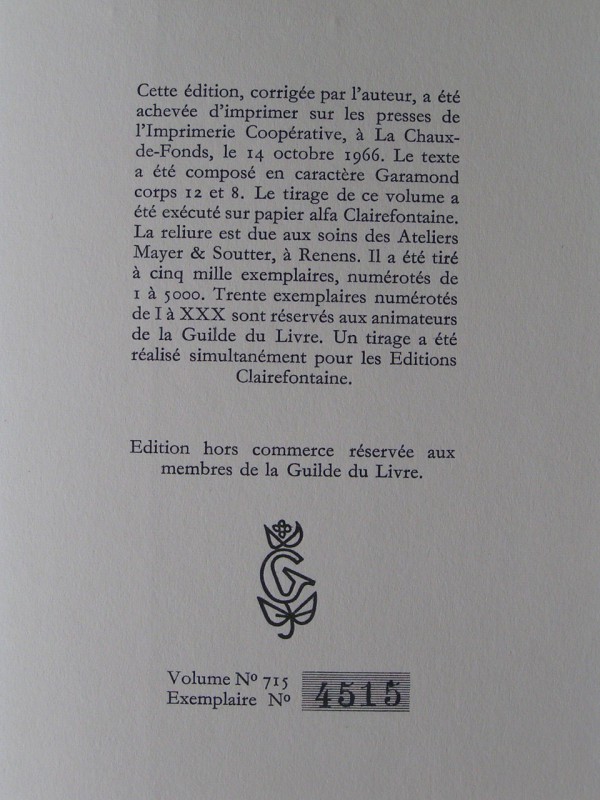 Cette édition, corrigée par l'auteur, a été
achevée d'imprimer sur les presses de
l'Imprimerie Coopérative, à La Chaux-
de-Fonds, le 14 octobre 1966. Le texte
a été composé en caractère Garamond
corps 12 et 8. Le tirage de ce volume a
été exécuté sur papier alfa Clairefontaine.
La reliure est due aux soins des Ateliers
Mayer & Soutter, à Renens. Il a été tiré
à cinq mille exemplaires, numérotés de
1 à 5000. Trente exemplaires numérotés
de I à XXX sont réservés aux animateurs
de la Guilde du Livre. Un tirage a été
réalisé simultanément pour les Editions
Clairefontaine.
Edition hors commerce réservée aux
membres de la Guilde du Livre.
G
Volume Nº 715
Exemplaire Nº 4515